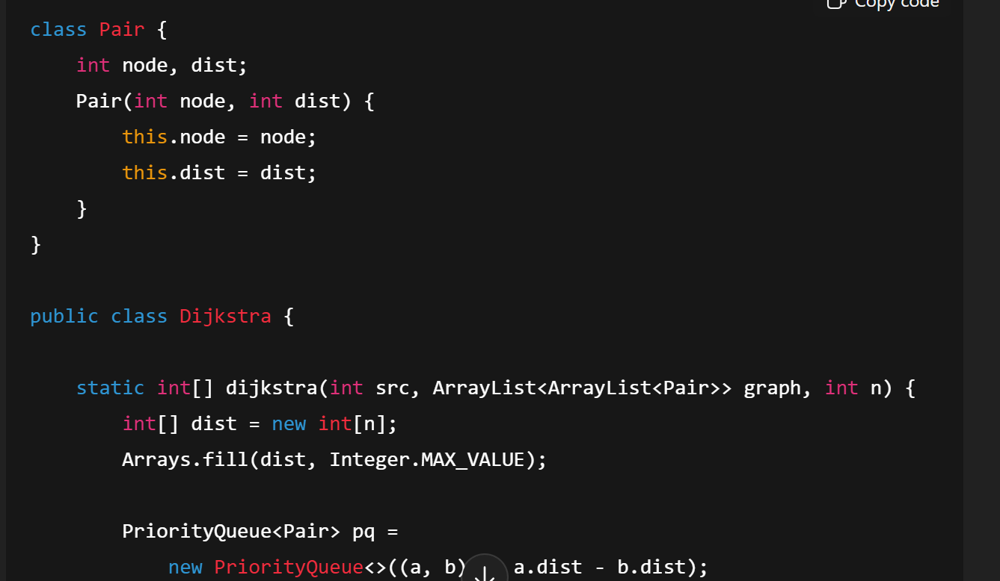 Copy code
class Pair {
    int node, dist;
    Pair(int node, int dist) {
        this.node = node;
        this.dist = dist;
    }
}
public class Dijkstra {
    static int[] dijkstra(int src, ArrayList<ArrayList<Pair>> graph, int n) {
        int[] dist = new int[n];
        Arrays.fill(dist, Integer.MAX_VALUE);
        PriorityQueue<Pair> pq =
            new PriorityQueue<>((a, b) a.dist - b.dist);